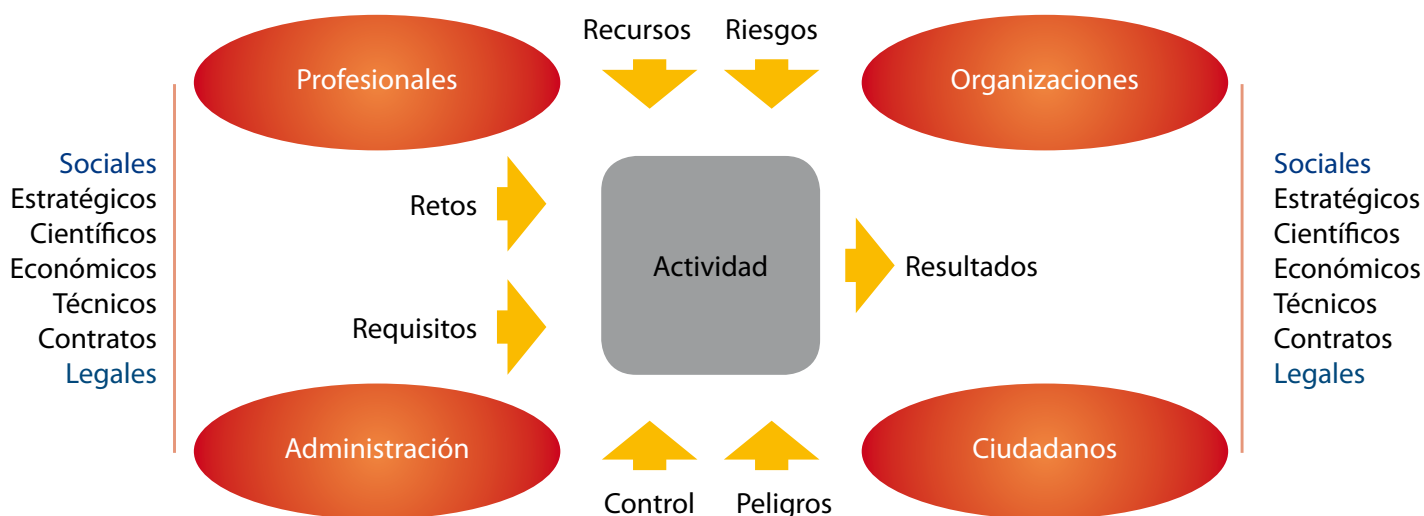 Recursos
Riesgos
Profesionales
Organizaciones
Sociales
Estratégicos
Científicos
Económicos
Técnicos
Contratos
Legales
Retos
Requisitos
Actividad
Resultados
Sociales
Estratégicos
Científicos
Económicos
Técnicos
Contratos
Legales
Administración
Ciudadanos
Control
Peligros